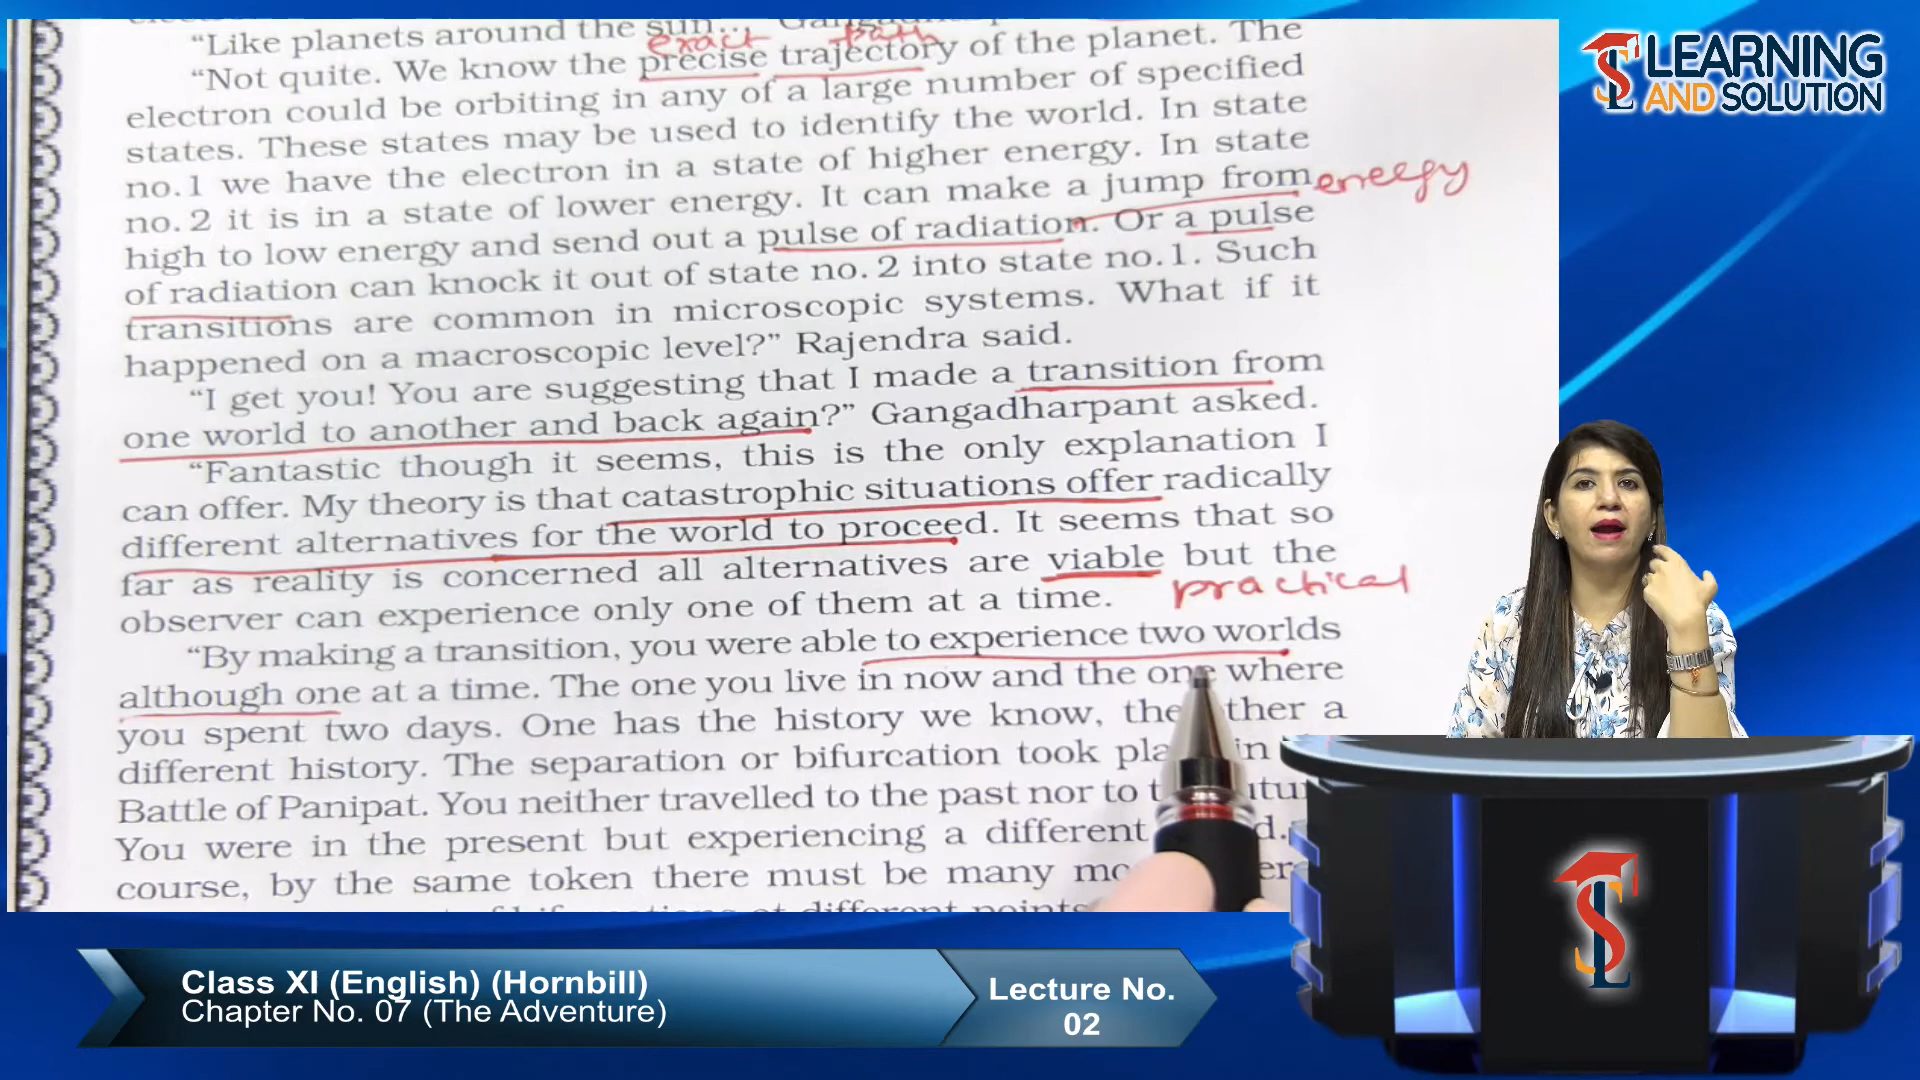 “Like planets around the sun...
exact path
“Not quite. We know the precise trajectory of the planet. The
electron could be orbiting in any of a large number of specified
states. These states may be used to identify the world. In state
no.1 we have the electron in a state of higher energy. In state
no. 2 it is in a state of lower energy. It can make a jump from
energy
high to low energy and send out a pulse of radiation. Or a pulse
of radiation can knock it out of state no. 2 into state no.1. Such
transitions are common in microscopic systems. What if it
happened on a macroscopic level?” Rajendra said.
“I get you! You are suggesting that I made a transition from
one world to another and back again?” Gangadharpant asked.
“Fantastic though it seems, this is the only explanation I
can offer. My theory is that catastrophic situations offer radically
different alternatives for the world to proceed. It seems that so
far as reality is concerned all alternatives are viable but the
practical
observer can experience only one of them at a time.
“By making a transition, you were able to experience two worlds
although one at a time. The one you live in now and the one where
you spent two days. One has the history we know, the other a
different history. The separation or bifurcation took place in
Battle of Panipat. You neither travelled to the past nor to
You were in the present but experiencing a different
course, by the same token there must be many
different points
LEARNING
AND SOLUTION
SL
Class XI (English) (Hornbill)
Chapter No. 07 (The Adventure)
Lecture No.
02